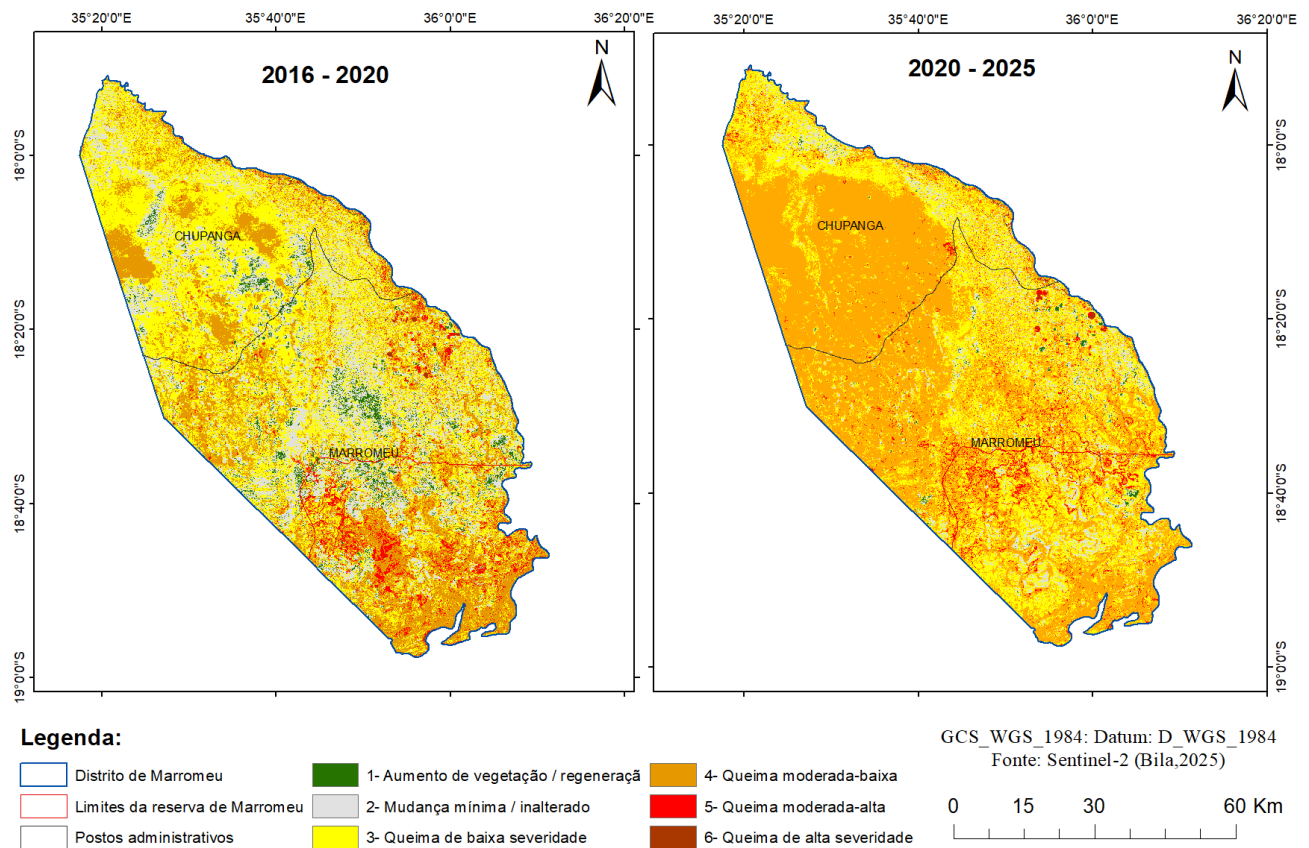 35°20'0"E 35°40'0"E 36°0'0"E 36°20'0"E
35°20'0"E 35°40'0"E 36°0'0"E 36°20'0"E
2016 - 2020
N
2020 - 2025
N
18°0'0"S
18°20'0"S
18°40'0"S
19°0'0"S
CHUPANGA
MARROMEU
CHUPANGA
MARROMEU
18°0'0"S
18°20'0"S
18°40'0"S
19°0'0"S
Legenda:
Distrito de Marromeu
Limites da reserva de Marromeu
Postos administrativos
1- Aumento de vegetação / regeneraçã
2- Mudança mínima / inalterado
3- Queima de baixa severidade
4- Queima moderada-baixa
5- Queima moderada-alta
6- Queima de alta severidade
GCS_WGS_1984: Datum: D_WGS_1984
Fonte: Sentinel-2 (Bila,2025)
0 15 30 60 Km